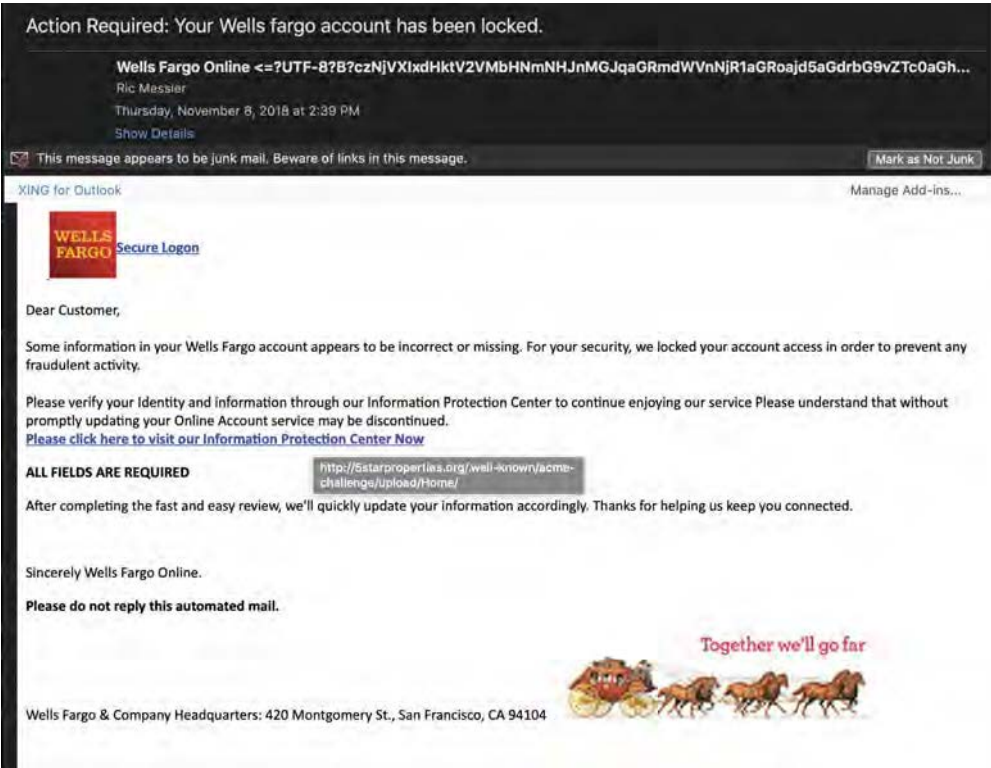 Action Required: Your Wells fargo account has been locked.
Wells Fargo Online <=?UTF-8?B?czNjVXIxdHktV2VMbHNmNHJnMGJqaGRmdWVnNjR1aGRoajd5aGdrbG9vZTc0aGh...
Ric Messier
Thursday, November 8, 2018 at 2:39 PM
Show Details
This message appears to be junk mail. Beware of links in this message.
Mark as Not Junk
XING for Outlook
Manage Add-ins...
WELLS
FARGO
Secure Logon
Dear Customer,
Some information in your Wells Fargo account appears to be incorrect or missing. For your security, we locked your account access in order to prevent any
fraudulent activity.
Please verify your Identity and information through our Information Protection Center to continue enjoying our service Please understand that without
promptly updating your Online Account service may be discontinued.
Please click here to visit our Information Protection Center Now
ALL FIELDS ARE REQUIRED
http://5starproperties.org/.well-known/acme-
challenge/upload/Home/
After completing the fast and easy review, we'll quickly update your information accordingly. Thanks for helping us keep you connected.
Sincerely Wells Fargo Online.
Please do not reply this automated mail.
Together we'll go far
Wells Fargo & Company Headquarters: 420 Montgomery St., San Francisco, CA 94104